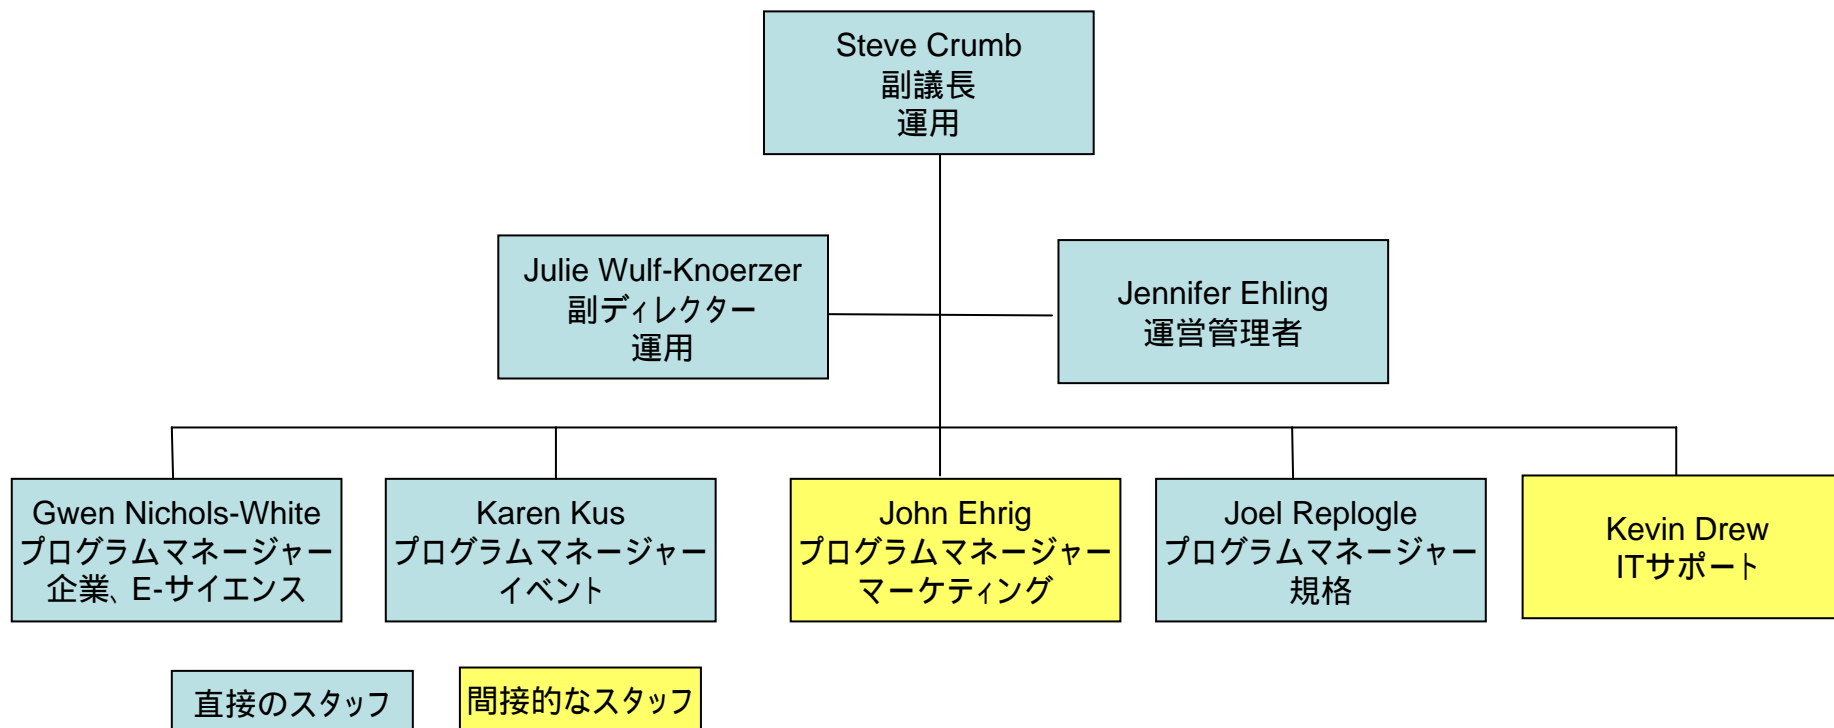 Steve Crumb
副議長
運用
Julie Wulf-Knoerzer
副ディレクター
運用
Jennifer Ehling
運営管理者
Gwen Nichols-White
プログラムマネージャー
企業、E-サイエンス
Karen Kus
プログラムマネージャー
イベント
John Ehrig
プログラムマネージャー
マーケティング
Joel Replogle
プログラムマネージャー
規格
Kevin Drew
ITサポート
直接のスタッフ
間接的なスタッフ